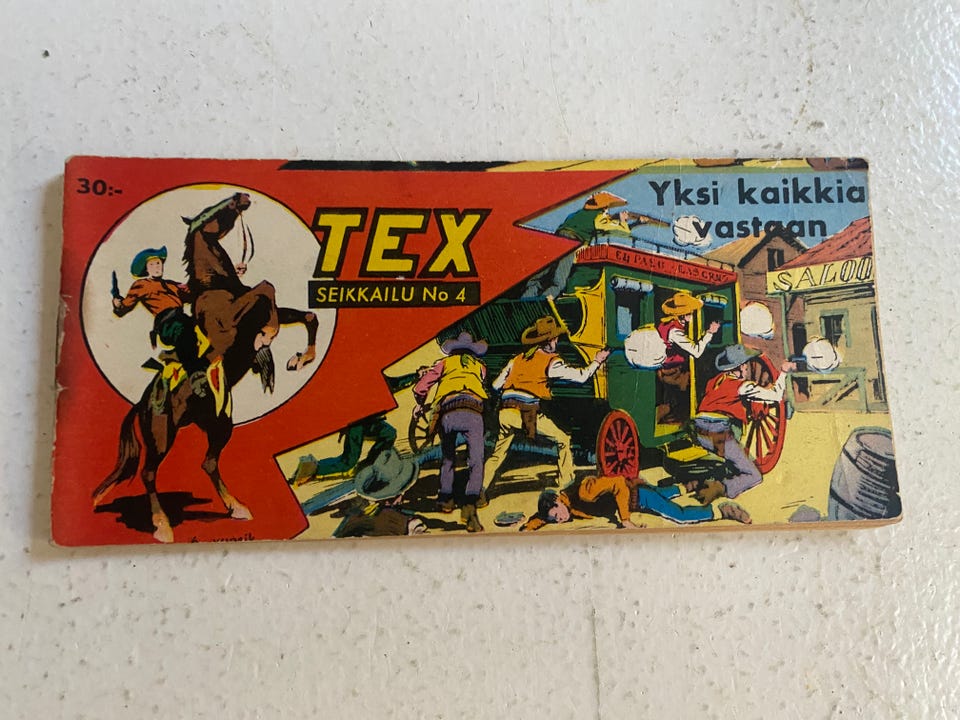 30:-
TEX
SEIKKAILU No 4
Yksi kaikkia
vastaan
SALOO